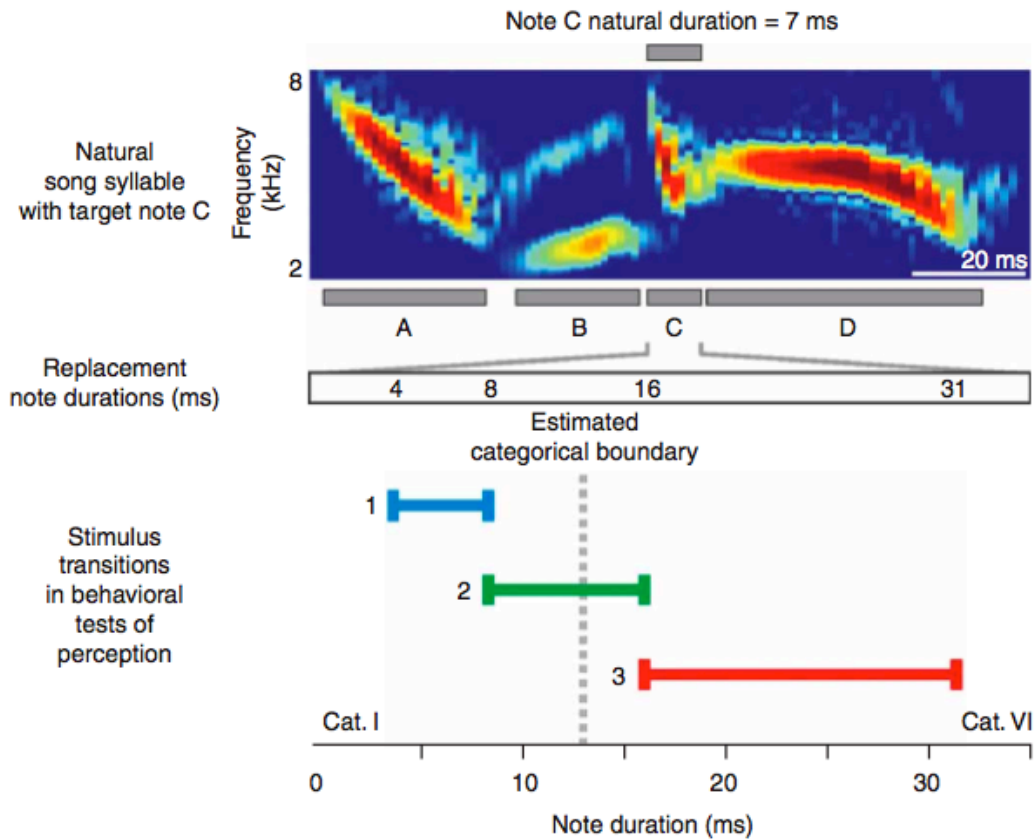 Note C natural duration = 7 ms
8
Natural
song syllable
with target note C
Frequency
(kHz)
2
20 ms
A B C D
Replacement
note durations (ms)
4 8 16 31
Estimated
categorical boundary
1
Stimulus
transitions
in behavioral
tests of
perception
2
3
Cat. I Cat. VI
0 10 20 30
Note duration (ms)